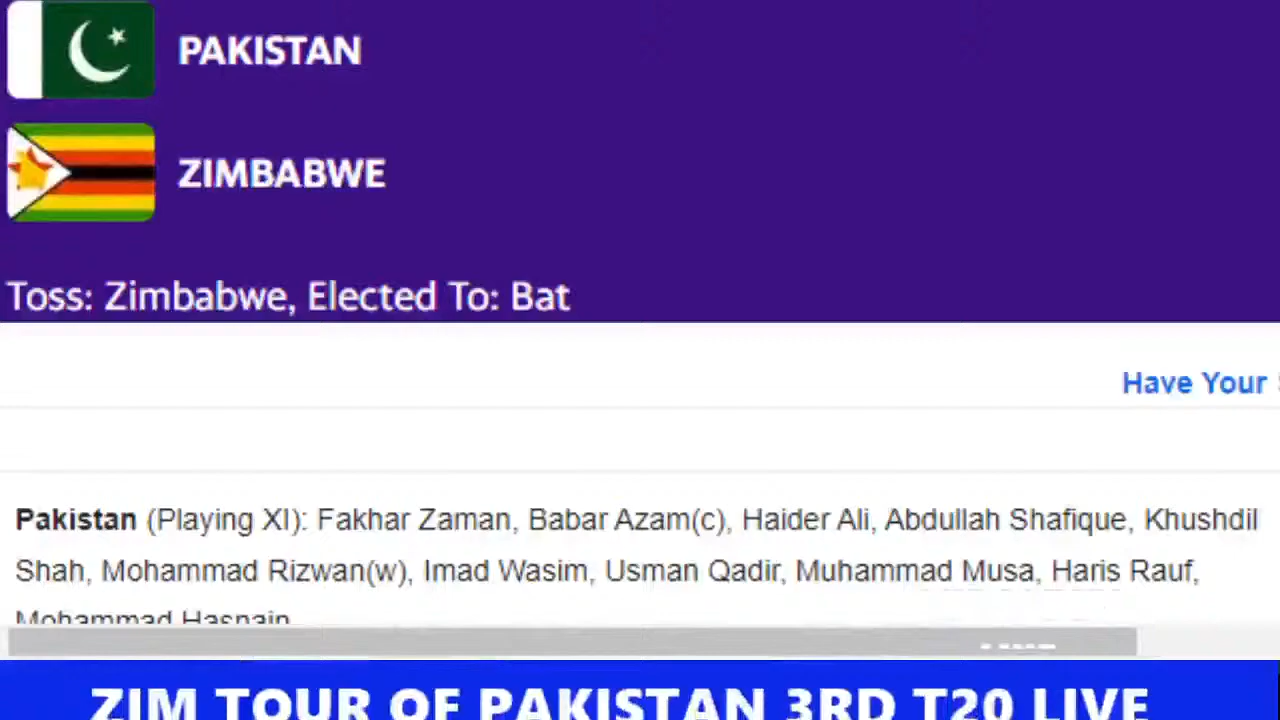 PAKISTAN
ZIMBABWE
Toss: Zimbabwe, Elected To: Bat
Have Your
Pakistan (Playing XI): Fakhar Zaman, Babar Azam(c), Haider Ali, Abdullah Shafique, Khushdil
Shah, Mohammad Rizwan(w), Imad Wasim, Usman Qadir, Muhammad Musa, Haris Rauf,
Mohammad Hasnain
ZIM TOUR OF PAKISTAN 3RD T20 LIVE